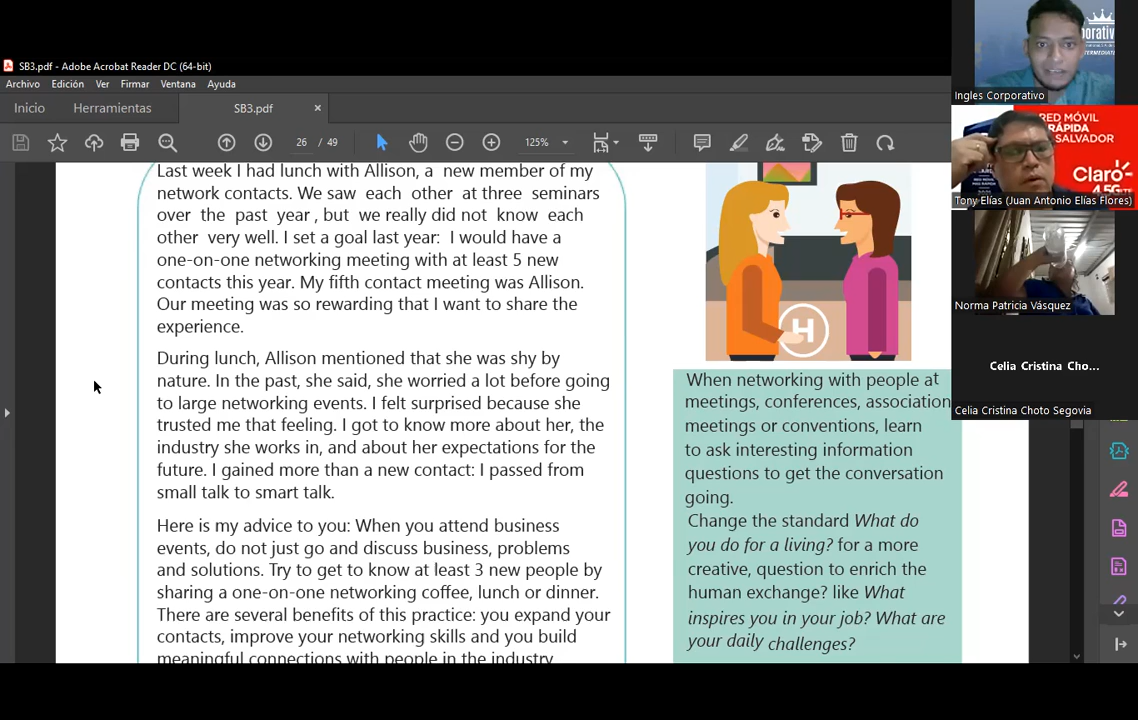 SB3.pdf - Adobe Acrobat Reader DC (64-bit)
Archivo Edición Ver Firmar Ventana Ayuda
Inicio Herramientas SB3.pdf ×
26 / 49 125%
Last week I had lunch with Allison, a new member of my
network contacts. We saw each other at three seminars
over the past year , but we really did not know each
other very well. I set a goal last year: I would have a
one-on-one networking meeting with at least 5 new
contacts this year. My fifth contact meeting was Allison.
Our meeting was so rewarding that I want to share the
experience.
During lunch, Allison mentioned that she was shy by
nature. In the past, she said, she worried a lot before going
to large networking events. I felt surprised because she
trusted me that feeling. I got to know more about her, the
industry she works in, and about her expectations for the
future. I gained more than a new contact: I passed from
small talk to smart talk.
Here is my advice to you: When you attend business
events, do not just go and discuss business, problems
and solutions. Try to get to know at least 3 new people by
sharing a one-on-one networking coffee, lunch or dinner.
There are several benefits of this practice: you expand your
contacts, improve your networking skills and you build
meaningful connections with people in the industry
H
When networking with people at
meetings, conferences, association
meetings or conventions, learn
to ask interesting information
questions to get the conversation
going.
Change the standard What do
you do for a living? for a more
creative, question to enrich the
human exchange? like What
inspires you in your job? What are
your daily challenges?
Ingles Corporativo
RED MÓVIL
RÁPIDA
SALVADOR
Claro
4.5G
Tony Elías (Juan Antonio Elías Flores)
Norma Patricia Vásquez
Celia Cristina Cho...
Celia Cristina Choto Segovia